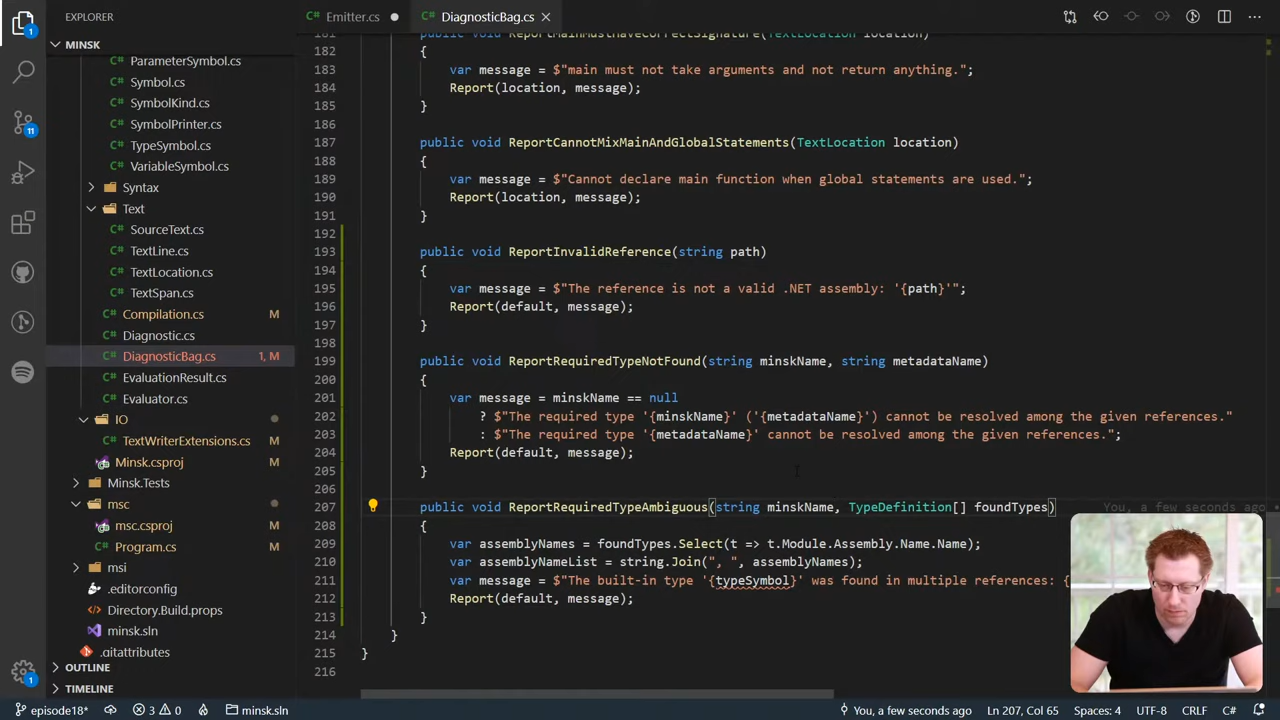 EXPLORER
Emitter.cs
DiagnosticBag.cs
MINSK
ParameterSymbol.cs
Symbol.cs
SymbolKind.cs
SymbolPrinter.cs
TypeSymbol.cs
VariableSymbol.cs
Syntax
Text
SourceText.cs
TextLine.cs
TextLocation.cs
TextSpan.cs
Compilation.cs M
Diagnostic.cs
DiagnosticBag.cs 1, M
EvaluationResult.cs
Evaluator.cs
IO
TextWriterExtensions.cs
Minsk.csproj
Minsk.Tests
msc
msc.csproj
Program.cs
msi
.editorconfig
Directory.Build.props
minsk.sln
.gitattributes
OUTLINE
TIMELINE
1
11
1
181 public void ReportMainMustHaveCorrectSignature(TextLocation location)
182 {
183 var message = $"main must not take arguments and not return anything.";
184 Report(location, message);
185 }
186
187 public void ReportCannotMixMainAndGlobalStatements(TextLocation location)
188 {
189 var message = $"Cannot declare main function when global statements are used.";
190 Report(location, message);
191 }
192
193 public void ReportInvalidReference(string path)
194 {
195 var message = $"The reference is not a valid .NET assembly: '{path}'";
196 Report(default, message);
197 }
198
199 public void ReportRequiredTypeNotFound(string minskName, string metadataName)
200 {
201 var message = minskName == null
202 ? $"The required type '{minskName}' ('{metadataName}') cannot be resolved among the given references."
203 : $"The required type '{metadataName}' cannot be resolved among the given references.";
204 Report(default, message);
205 }
206
207 public void ReportRequiredTypeAmbiguous(string minskName, TypeDefinition[] foundTypes) You, a few seconds ago
208 {
209 var assemblyNames = foundTypes.Select(t => t.Module.Assembly.Name.Name);
210 var assemblyNameList = string.Join(", ", assemblyNames);
211 var message = $"The built-in type '{typeSymbol}' was found in multiple references: {
212 Report(default, message);
213 }
214 }
215 }
216
episode18* 3 0 minsk.sln You, a few seconds ago Ln 207, Col 65 Spaces: 4 UTF-8 CRLF C#